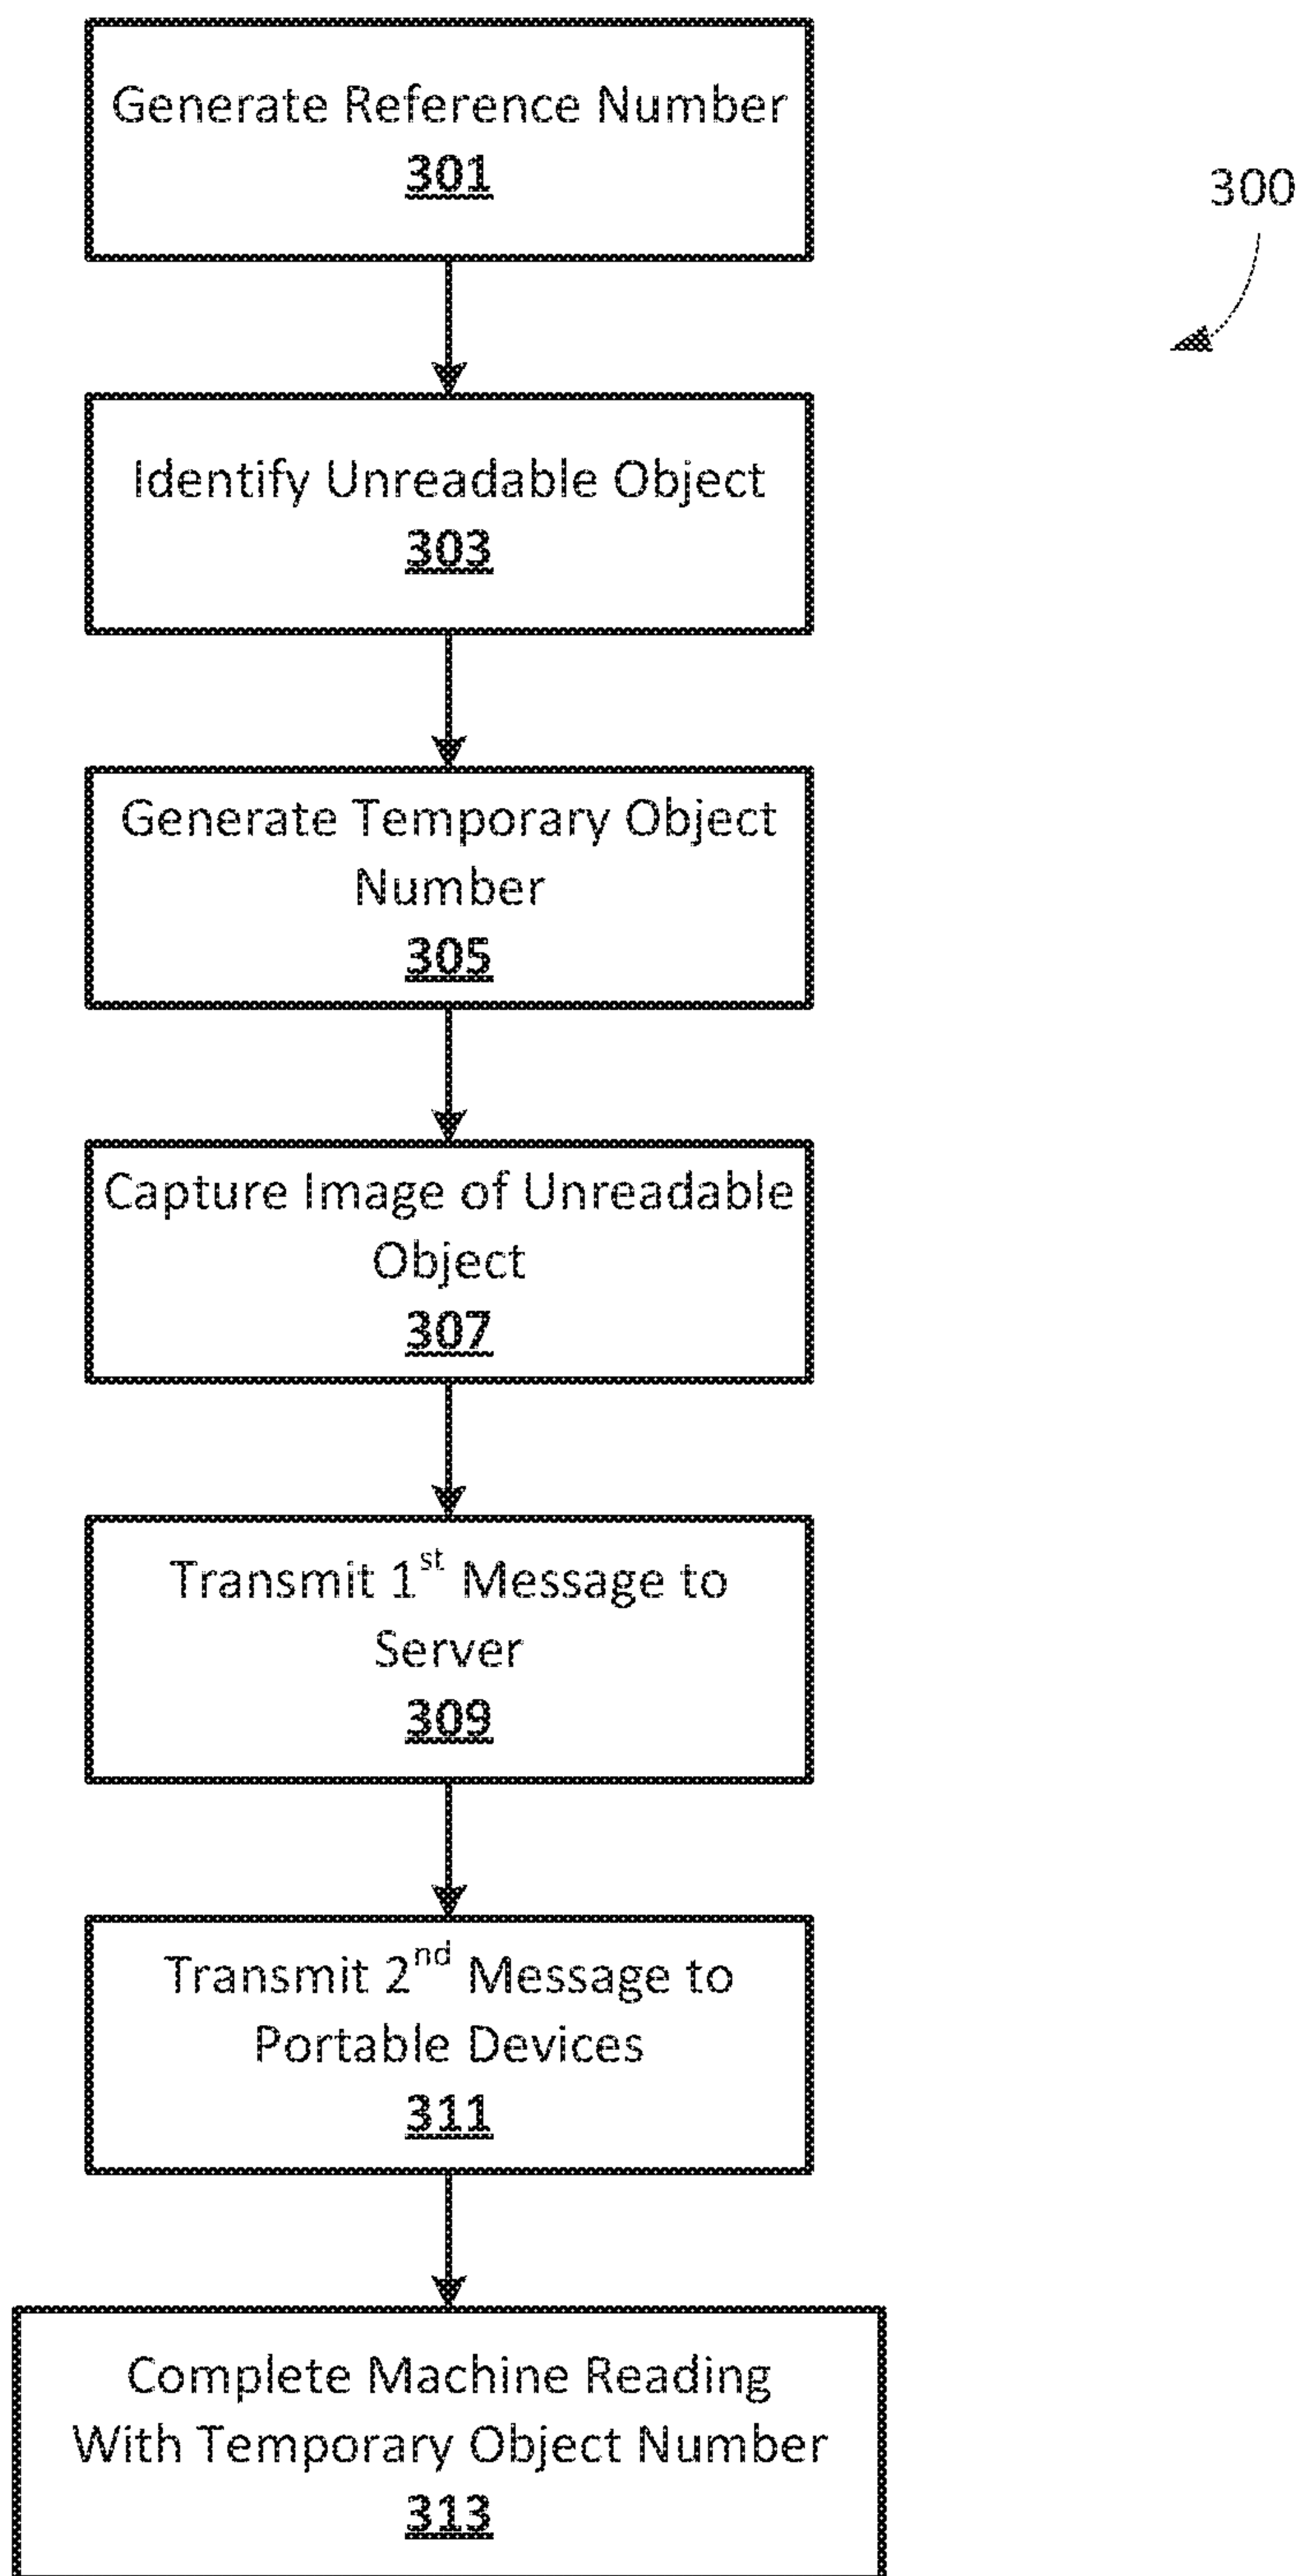 Generate Reference Number
301
300
Identify Unreadable Object
303
Generate Temporary Object
Number
305
Capture Image of Unreadable
Object
307
Transmit 1st Message to
Server
309
Transmit 2nd Message to
Portable Devices
311
Complete Machine Reading
With Temporary Object Number
313